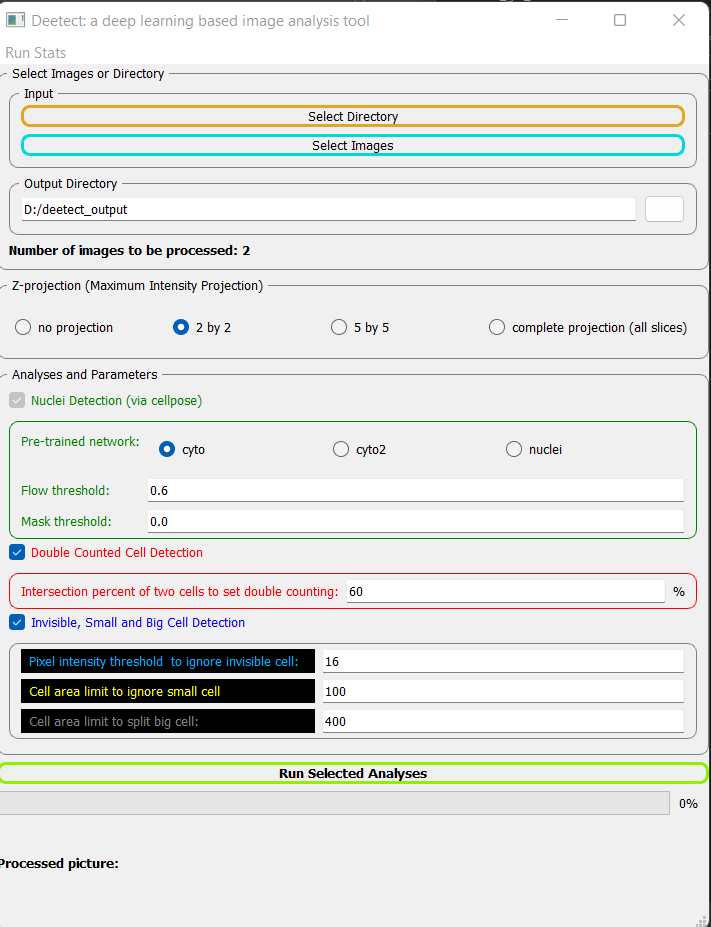 Deetect: a deep learning based image analysis tool
Run Stats
Select Images or Directory
Input
Select Directory
Select Images
Output Directory
D:/deetect_output
Number of images to be processed: 2
Z-projection (Maximum Intensity Projection)
no projection 2 by 2 5 by 5 complete projection (all slices)
Analyses and Parameters
Nuclei Detection (via cellpose)
Pre-trained network: cyto cyto2 nuclei
Flow threshold: 0.6
Mask threshold: 0.0
Double Counted Cell Detection
Intersection percent of two cells to set double counting: 60 %
Invisible, Small and Big Cell Detection
Pixel intensity threshold to ignore invisible cell: 16
Cell area limit to ignore small cell 100
Cell area limit to split big cell: 400
Run Selected Analyses
0%
Processed picture: